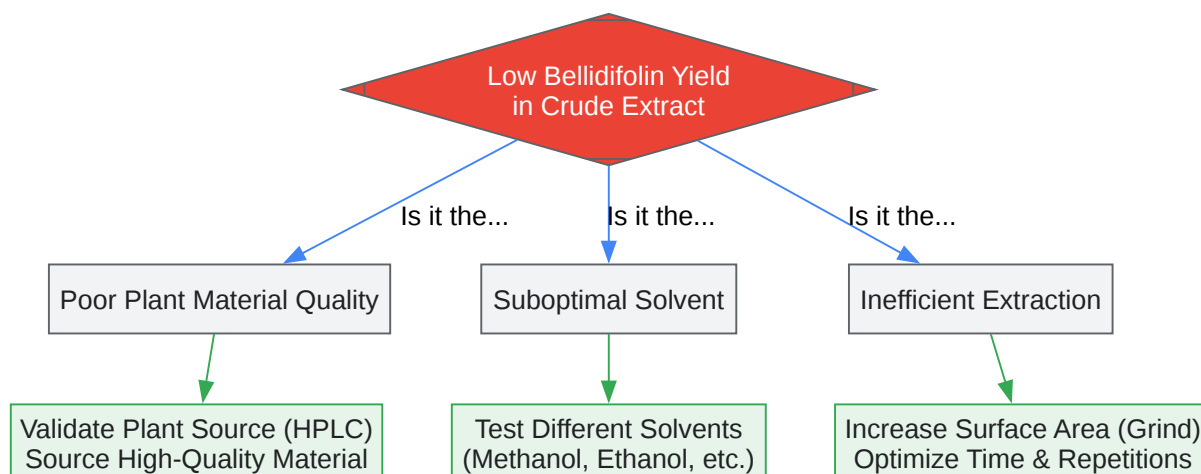 Low Bellidifolin Yield
in Crude Extract
Is it the...
Is it the...
Is it the...
Poor Plant Material Quality
Suboptimal Solvent
Inefficient Extraction
Validate Plant Source (HPLC)
Source High-Quality Material
Test Different Solvents
(Methanol, Ethanol, etc.)
Increase Surface Area (Grind)
Optimize Time & Repetitions